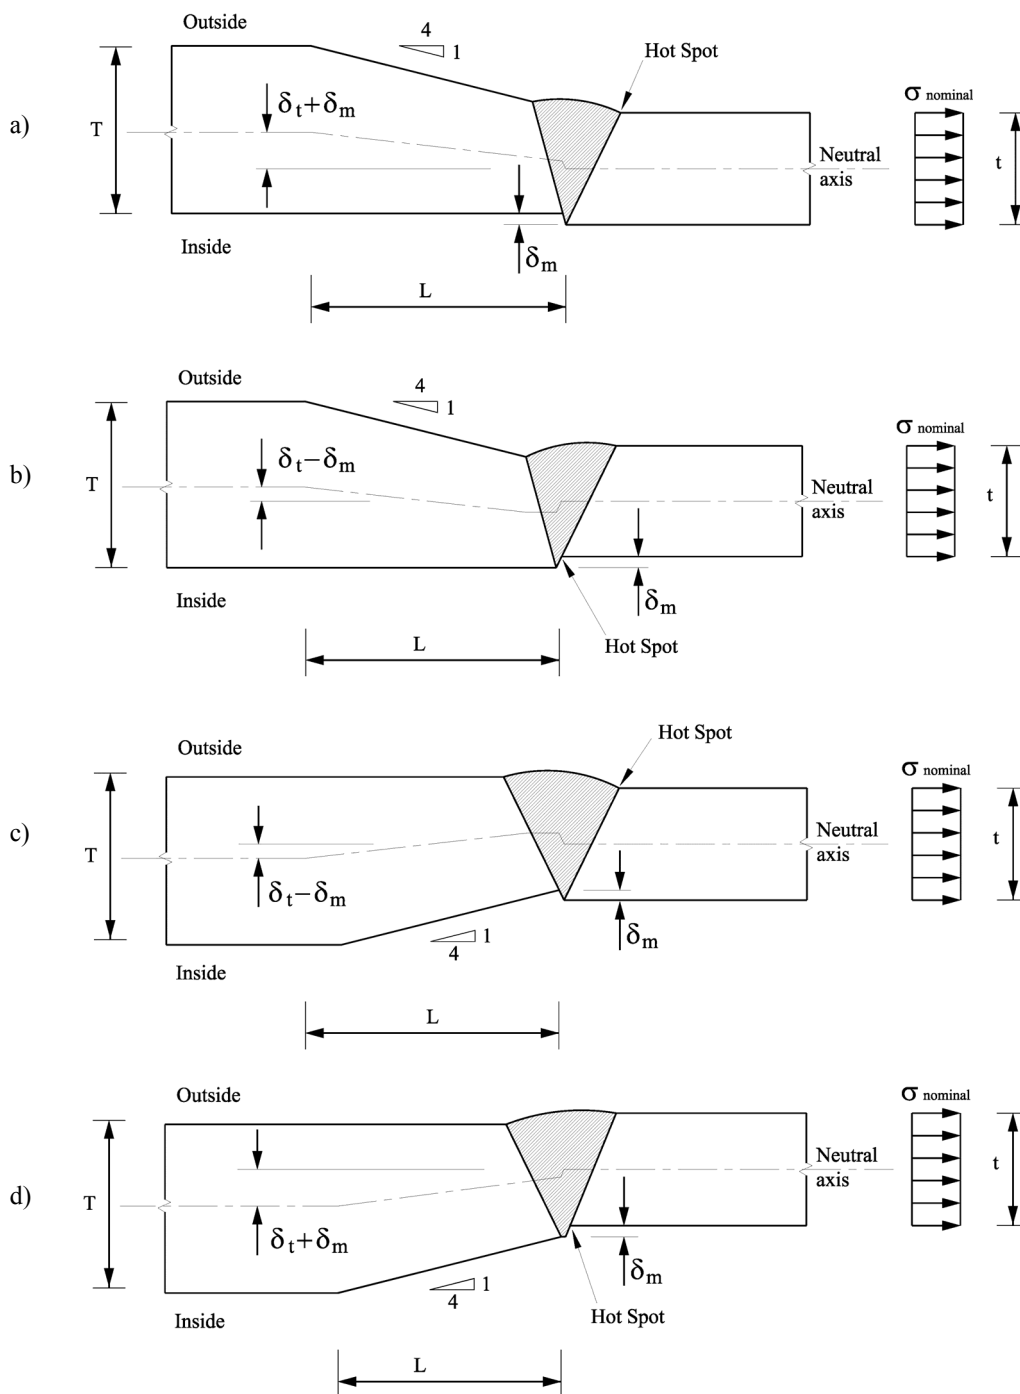 a)
Outside
4
1
Hot Spot
σ nominal
T
δt+δm
Neutral
axis
t
Inside
δm
L
b)
Outside
4
1
σ nominal
T
δt−δm
Neutral
axis
t
Inside
δm
L
Hot Spot
c)
Outside
Hot Spot
σ nominal
T
δt−δm
Neutral
axis
t
δm
1
4
Inside
L
d)
Outside
σ nominal
T
Neutral
axis
t
δt+δm
δm
1
4
Inside
Hot Spot
L